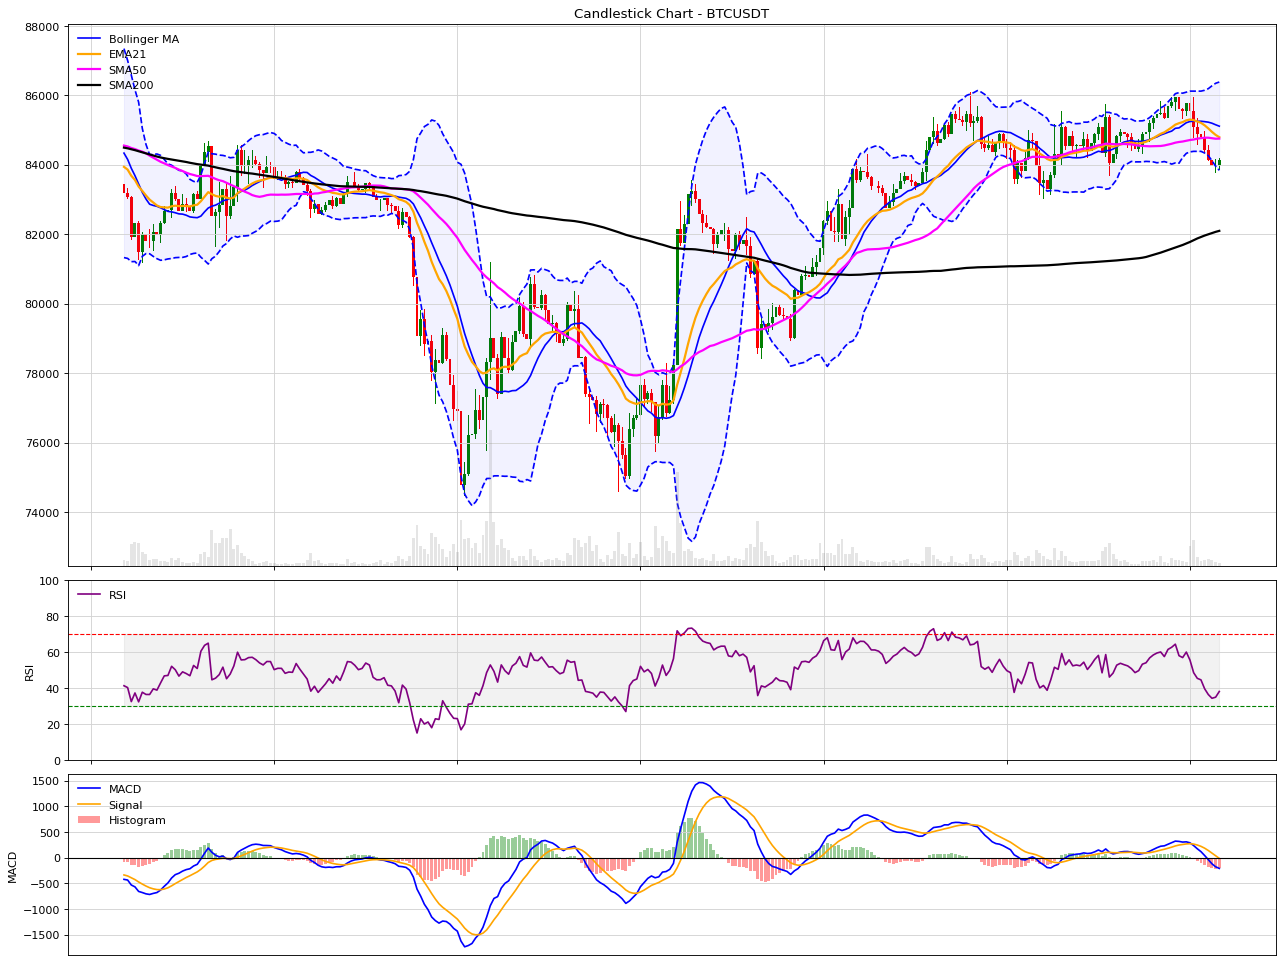 Candlestick Chart - BTCUSDT
88000
86000
84000
82000
80000
78000
76000
74000
Bollinger MA
EMA21
SMA50
SMA200
100
80
60
40
20
0
RSI
RSI
1500
1000
500
0
−500
−1000
−1500
MACD
MACD
Signal
Histogram